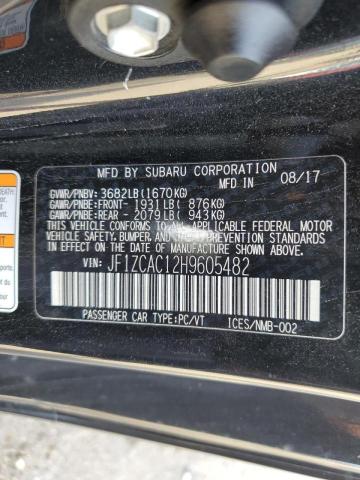 MFD BY SUBARU CORPORATION
MFD IN 08/17
GVWR/PNBV: 3682LB(1670KG)
GAWR/PNBE:FRONT- 1931LB( 876KG)
GAWR/PNBE:REAR - 2079LB( 943KG)
THIS VEHICLE CONFORMS TO ALL APPLICABLE FEDERAL MOTOR
VEHICLE SAFETY, BUMPER, AND THEFT PREVENTION STANDARDS
IN EFFECT ON THE DATE OF MANUFACTURE SHOWN ABOVE.
VIN: JF1ZCAC12H9605482
PASSENGER CAR TYPE:PC/VT ICES/NMB-002